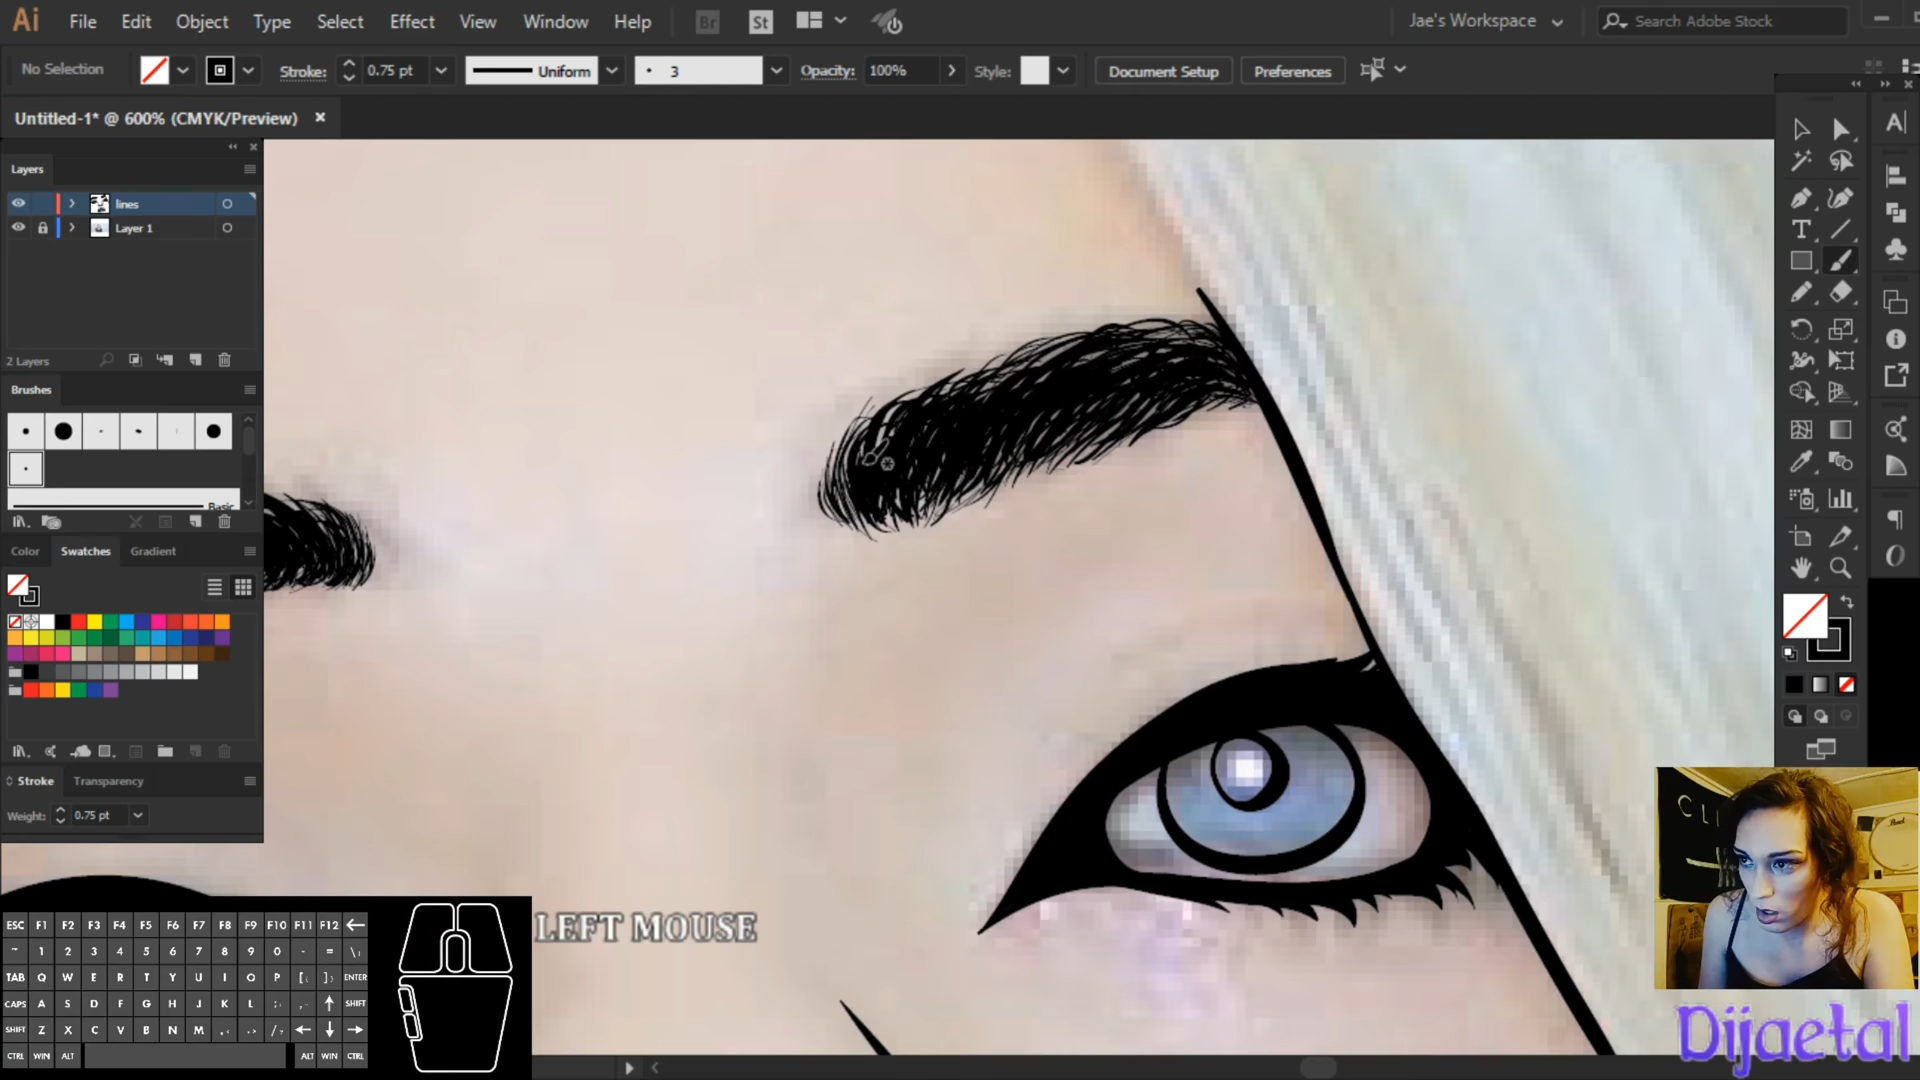 Ai File Edit Object Type Select Effect View Window Help Br St Jae's Workspace Search Adobe Stock
No Selection Stroke: 0.75 pt Uniform 3 Opacity: 100% Style: Document Setup Preferences
Untitled-1* @ 600% (CMYK/Preview)
Layers
lines
Layer 1
2 Layers
Brushes
Basic
Color Swatches Gradient
Stroke Transparency
Weight: 0.75 pt
ESC F1 F2 F3 F4 F5 F6 F7 F8 F9 F10 F11 F12
~ 1 2 3 4 5 6 7 8 9 0 - = \|
TAB Q W E R T Y U I O P [{ ]} ENTER
CAPS A S D F G H J K L ;: ,. SHIFT
SHIFT Z X C V B N M ,< .> /?
CTRL WIN ALT ALT WIN CTRL
LEFT MOUSE
Dijaetal